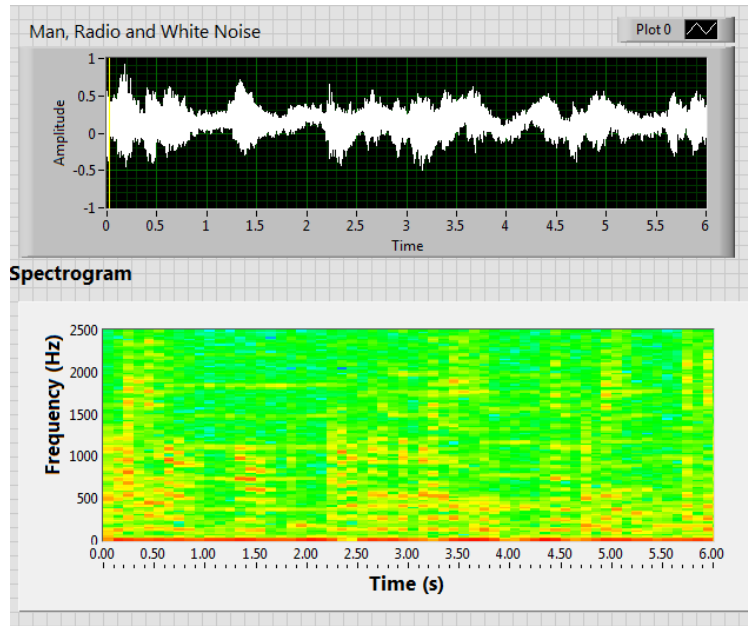 Man, Radio and White Noise
Plot 0
Amplitude
1
0.5
0
-0.5
-1
0 0.5 1 1.5 2 2.5 3 3.5 4 4.5 5 5.5 6
Time
Spectrogram
Frequency (Hz)
2500
2000
1500
1000
500
0
0.00 0.50 1.00 1.50 2.00 2.50 3.00 3.50 4.00 4.50 5.00 5.50 6.00
Time (s)